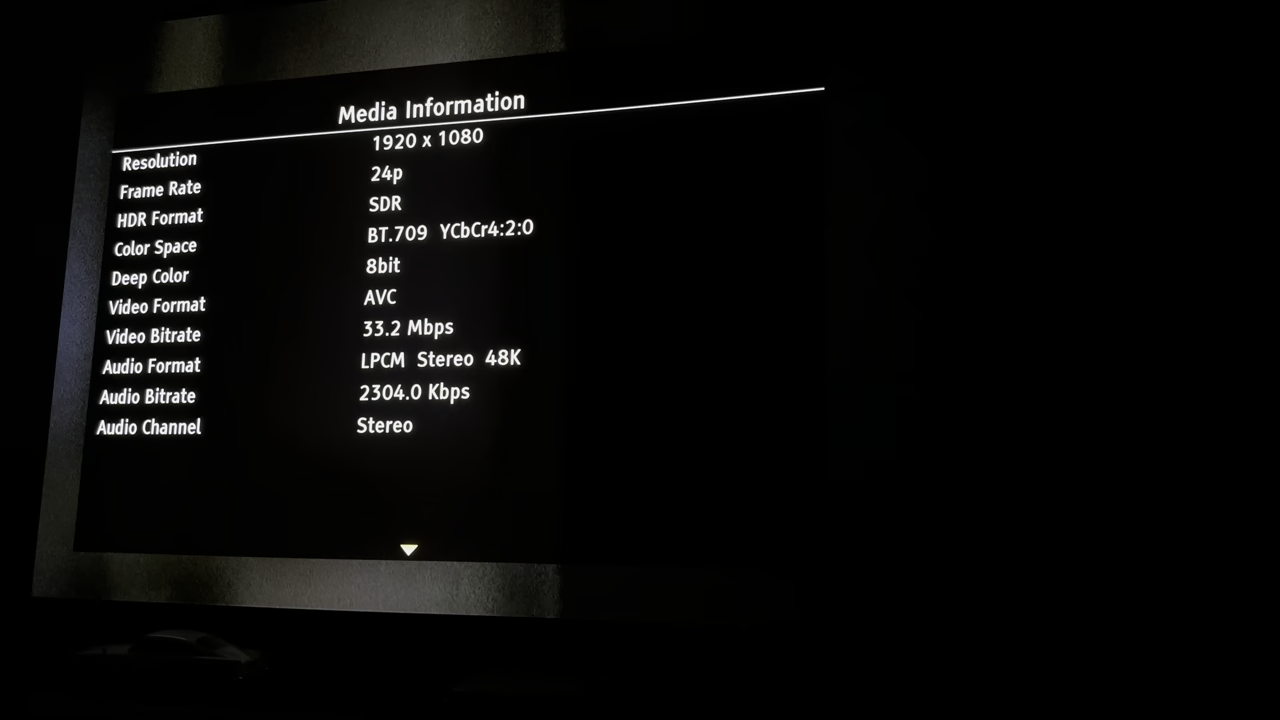 Media Information
Resolution 1920 x 1080
Frame Rate 24p
HDR Format SDR
Color Space BT.709 YCbCr4:2:0
Deep Color 8bit
Video Format AVC
Video Bitrate 33.2 Mbps
Audio Format LPCM Stereo 48K
Audio Bitrate 2304.0 Kbps
Audio Channel Stereo